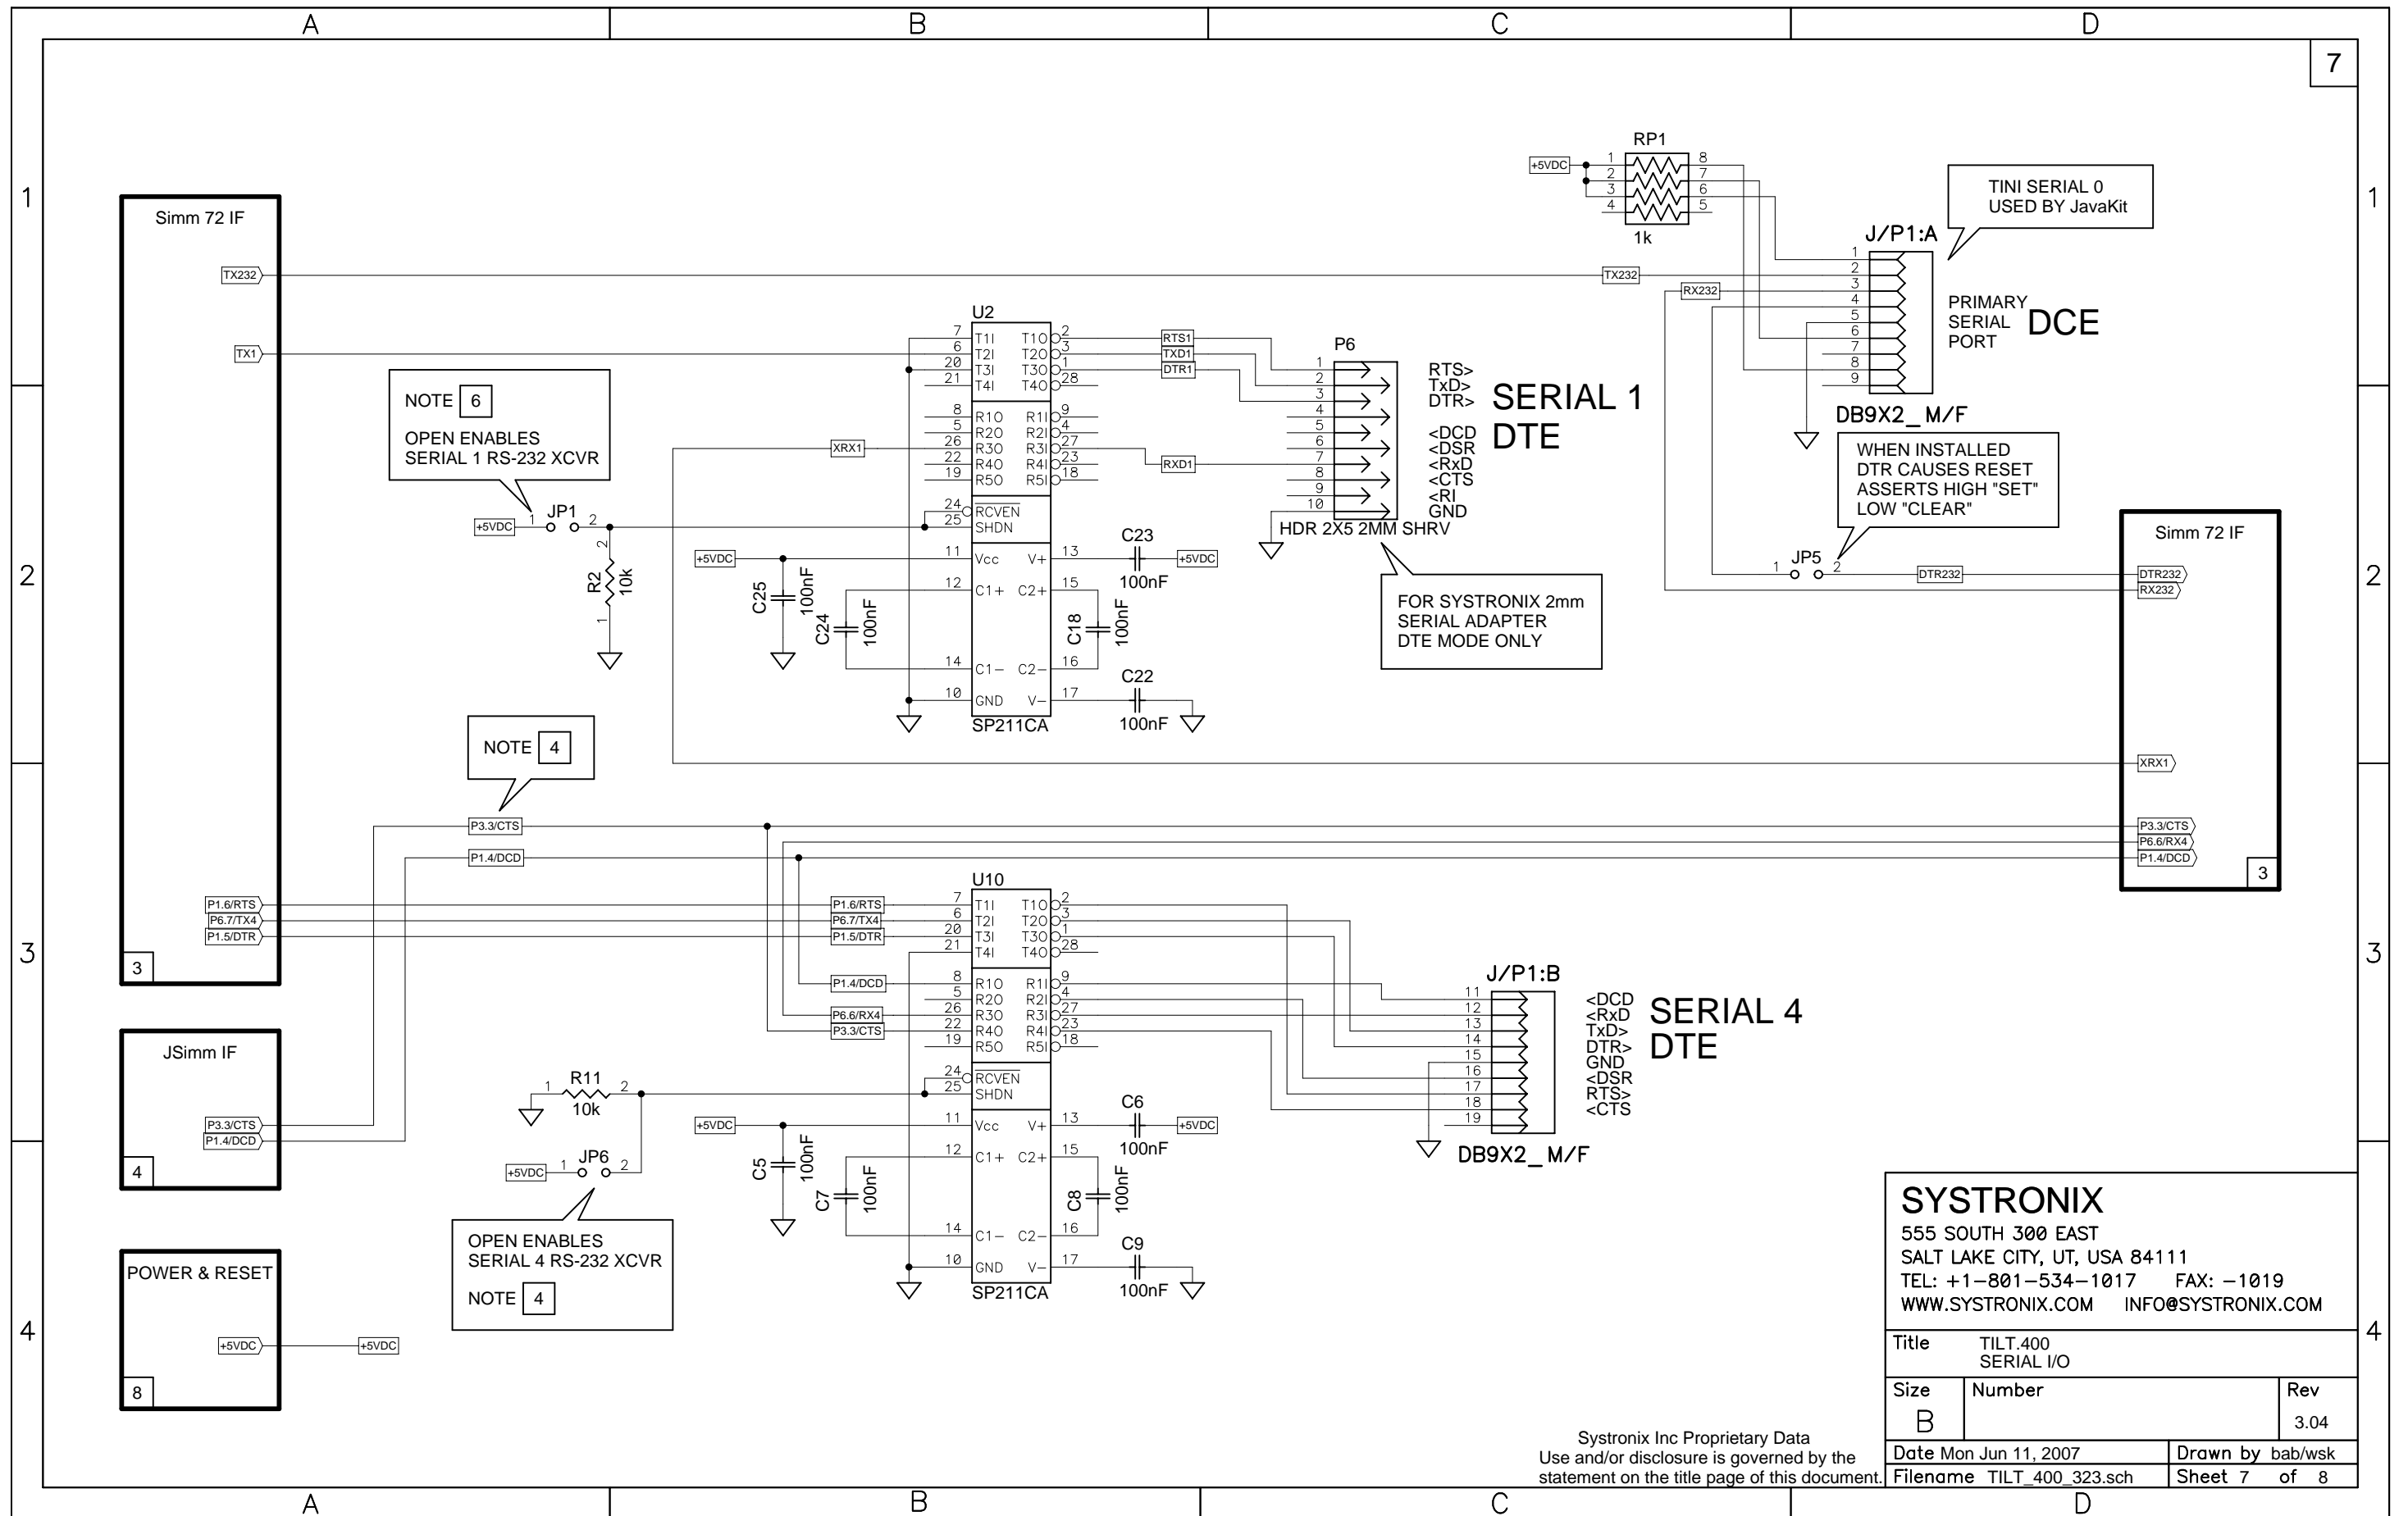 A
B
C
D
7
1
2
3
4
Simm 72 IF
TX232
TX1
P1.6/RTS
P6.7/TX4
P1.5/DTR
3
JSimm IF
P3.3/CTS
P1.4/DCD
4
POWER & RESET
+5VDC
+5VDC
8
NOTE 6
OPEN ENABLES
SERIAL 1 RS-232 XCVR
+5VDC
1
JP1
2
2
R2
10k
1
NOTE 4
P3.3/CTS
P1.4/DCD
XRX1
U2
7 T1I T1O 2
6 T2I T2O 3
20 T3I T3O 1
21 T4I T4O 28
8 R1O R1I 9
5 R2O R2I 4
26 R3O R3I 27
22 R4O R4I 23
19 R5O R5I 18
24 RCVEN
25 SHDN
11 Vcc V+ 13
12 C1+ C2+ 15
14 C1- C2- 16
10 GND V- 17
SP211CA
+5VDC
C25
100nF
C24
100nF
C23
100nF
+5VDC
C18
100nF
C22
100nF
RTS1
TXD1
DTR1
RXD1
P6
1 RTS>
2 TxD>
3 DTR>
4
5 <DCD
6 <DSR
7 <RxD
8 <CTS
9 <RI
10 GND
HDR 2X5 2MM SHRV
SERIAL 1
DTE
FOR SYSTRONIX 2mm
SERIAL ADAPTER
DTE MODE ONLY
RP1
+5VDC
1 8
2 7
3 6
4 5
1k
TX232
RX232
TINI SERIAL 0
USED BY JavaKit
J/P1:A
1
2
3
4
5
6
7
8
9
PRIMARY
SERIAL
PORT
DCE
DB9X2_M/F
WHEN INSTALLED
DTR CAUSES RESET
ASSERTS HIGH "SET"
LOW "CLEAR"
1
JP5
2
DTR232
Simm 72 IF
DTR232
RX232
XRX1
P3.3/CTS
P6.6/RX4
P1.4/DCD
3
P1.6/RTS
P6.7/TX4
P1.5/DTR
P1.4/DCD
P6.6/RX4
P3.3/CTS
U10
7 T1I T1O 2
6 T2I T2O 3
20 T3I T3O 1
21 T4I T4O 28
8 R1O R1I 9
5 R2O R2I 4
26 R3O R3I 27
22 R4O R4I 23
19 R5O R5I 18
24 RCVEN
25 SHDN
11 Vcc V+ 13
12 C1+ C2+ 15
14 C1- C2- 16
10 GND V- 17
SP211CA
1
R11
2
10k
+5VDC
1
JP6
2
OPEN ENABLES
SERIAL 4 RS-232 XCVR
NOTE 4
+5VDC
C5
100nF
C7
100nF
C6
100nF
+5VDC
C8
100nF
C9
100nF
J/P1:B
11 <DCD
12 <RxD
13 TxD>
14 DTR>
15 GND
16 <DSR
17 RTS>
18 <CTS
19
DB9X2_M/F
SERIAL 4
DTE
SYSTRONIX
555 SOUTH 300 EAST
SALT LAKE CITY, UT, USA 84111
TEL: +1-801-534-1017 FAX: -1019
WWW.SYSTRONIX.COM INFO@SYSTRONIX.COM
Title TILT.400
SERIAL I/O
Size Number Rev
B 3.04
Date Mon Jun 11, 2007 Drawn by bab/wsk
Filename TILT_400_323.sch Sheet 7 of 8
Systronix Inc Proprietary Data
Use and/or disclosure is governed by the
statement on the title page of this document.
1
2
3
4
A
B
C
D